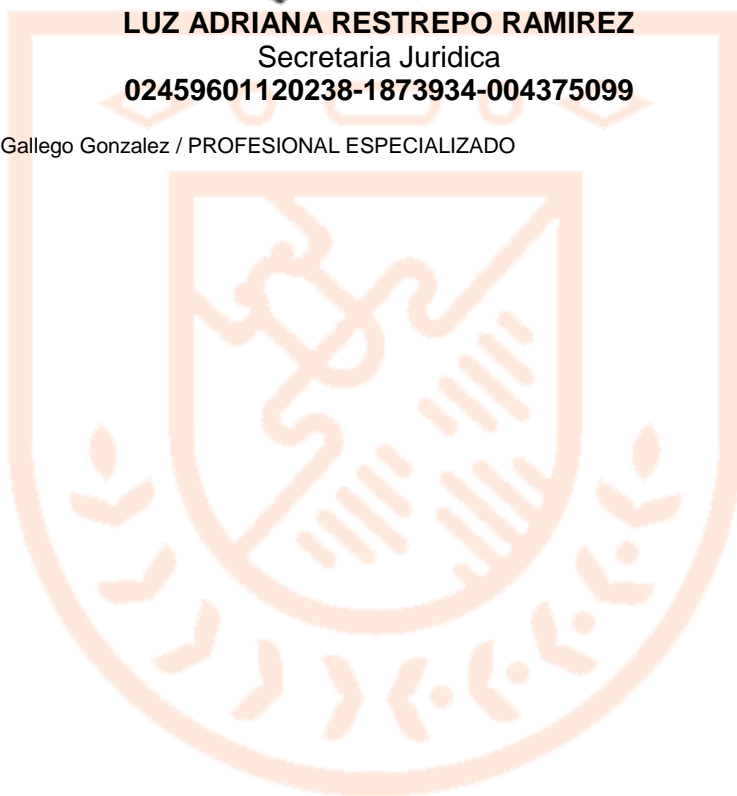 LUZ ADRIANA RESTREPO RAMIREZ
Secretaria Juridica
02459601120238-1873934-004375099
Gallego Gonzalez / PROFESIONAL ESPECIALIZADO